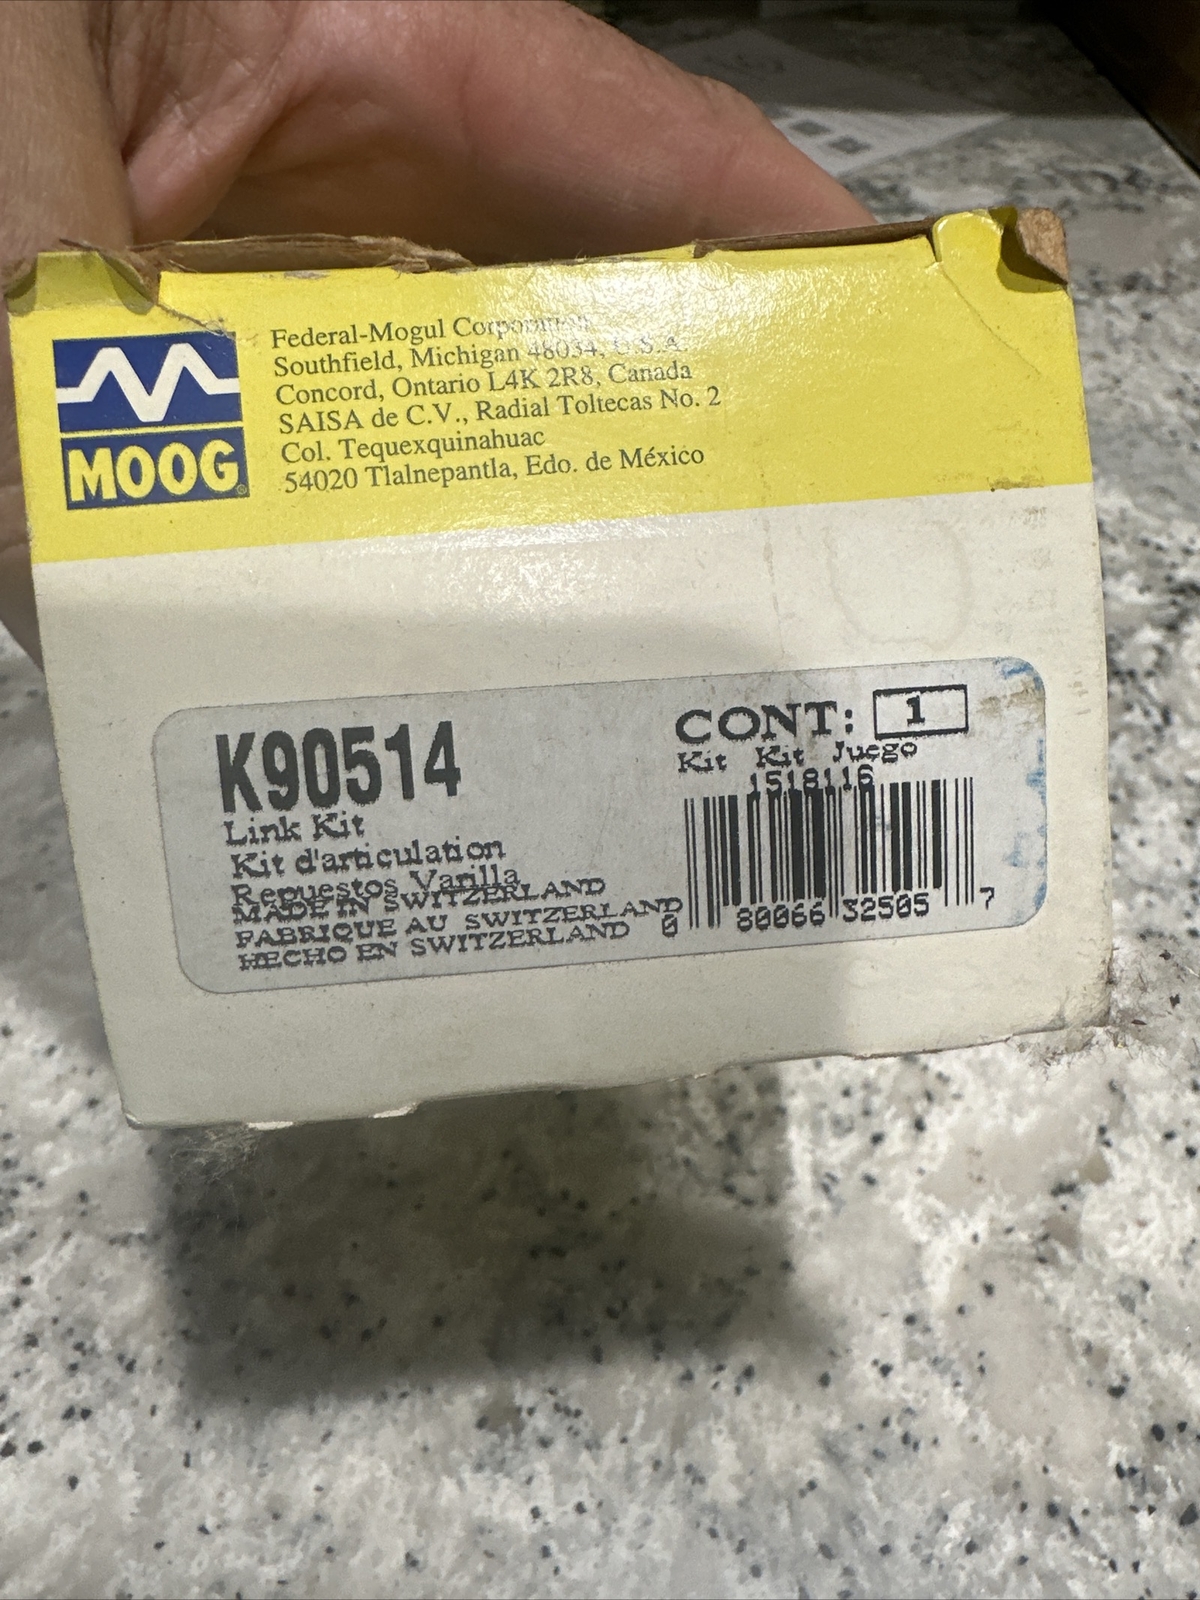 MOOG
Federal-Mogul Corporation
Southfield, Michigan 48034, U.S.A.
Concord, Ontario L4K 2R8, Canada
SAISA de C.V., Radial Toltecas No. 2
Col. Tequexquinahuac
54020 Tlalnepantla, Edo. de México
K90514
Link Kit
Kit d'articulation
Repuestos Varilla
MADE IN SWITZERLAND
FABRIQUE AU SWITZERLAND
HECHO EN SWITZERLAND
CONT: 1
Kit Kit Juego
1518116
0 80066 32505 7